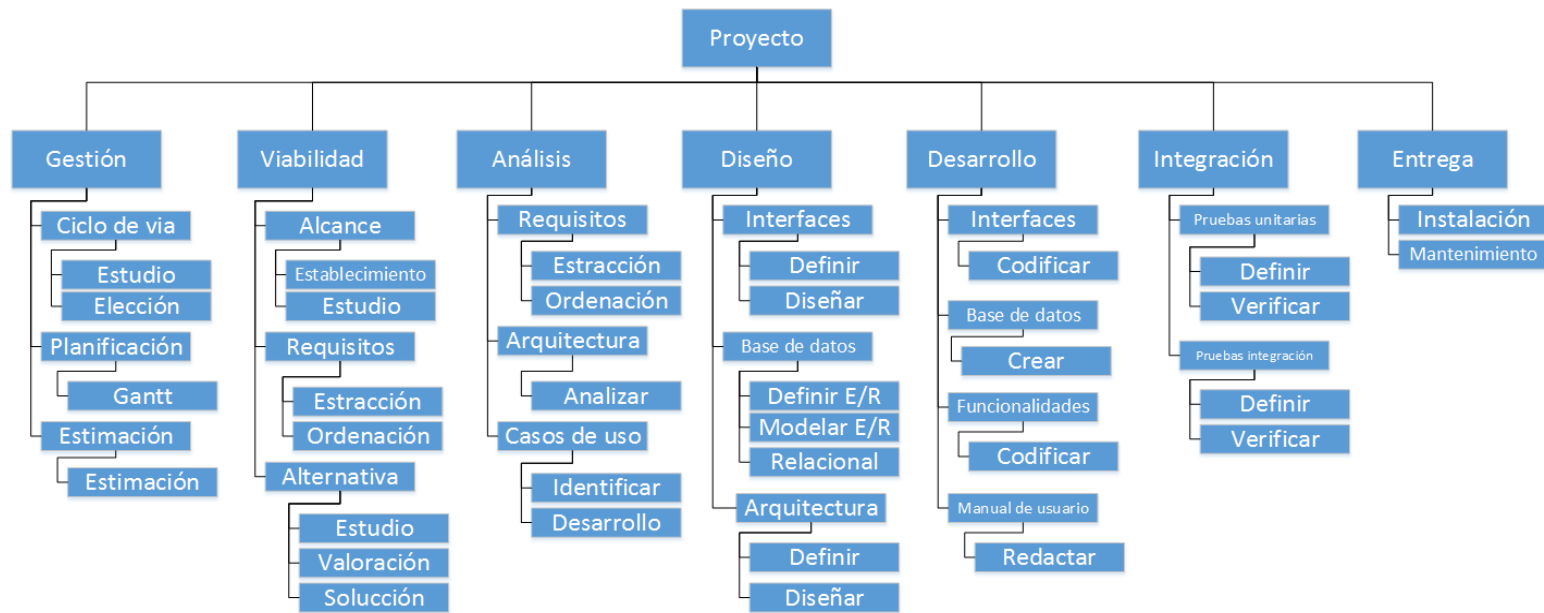 Proyecto
Gestión
Viabilidad
Análisis
Diseño
Desarrollo
Integración
Entrega
Ciclo de via
Estudio
Elección
Planificación
Gantt
Estimación
Estimación
Alcance
Establecimiento
Estudio
Requisitos
Estracción
Ordenación
Alternativa
Estudio
Valoración
Solucción
Requisitos
Estracción
Ordenación
Arquitectura
Analizar
Casos de uso
Identificar
Desarrollo
Interfaces
Definir
Diseñar
Base de datos
Definir E/R
Modelar E/R
Relacional
Arquitectura
Definir
Diseñar
Interfaces
Codificar
Base de datos
Crear
Funcionalidades
Codificar
Manual de usuario
Redactar
Pruebas unitarias
Definir
Verificar
Pruebas integración
Definir
Verificar
Instalación
Mantenimiento